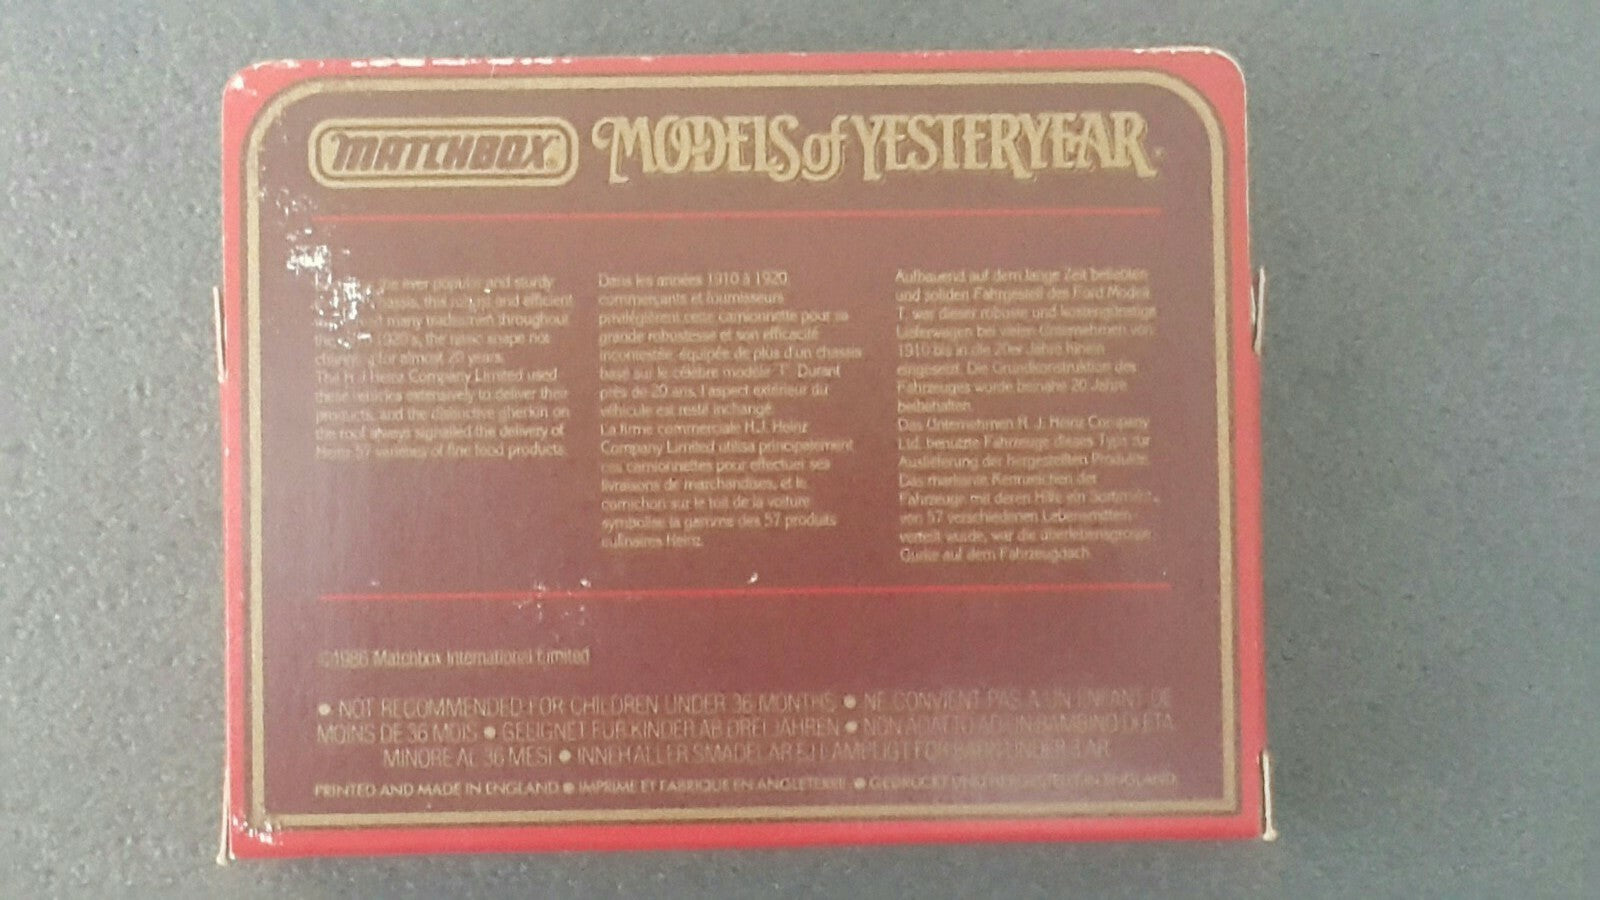 MATCHBOX MODELS of YESTERYEAR
the ever popular and sturdy
chassis, this robust and efficient
many tradesmen throughout
the 1920's, the basic shape not
changing for almost 20 years.
The H.J Heinz Company Limited used
these vehicles extensively to deliver their
products, and the distinctive gherkin on
the roof always signalled the delivery of
Heinz 57 varieties of fine food products.
Dans les années 1910 à 1920
commerçants et fournisseurs
privilégièrent cette camionnette pour sa
grande robustesse et son efficacité
incontestée, équipée de plus d'un chassis
basé sur le célèbre modèle 'T'. Durant
près de 20 ans, l'aspect extérieur du
véhicule est resté inchangé.
La firme commerciale H.J. Heinz
Company Limited utilisa principalement
ces camionnettes pour effectuer ses
livraisons de marchandises, et le
cornichon sur le toit de la voiture
symbolise la gamme des 57 produits
culinaires Heinz.
Aufbauend auf dem lange Zeit beliebten
und soliden Fahrgestell des Ford Modell
T, war dieser robuste und kostengünstige
Lieferwagen bei vielen Unternehmen von
1910 bis in die 20er Jahre hinein
eingesetzt. Die Grundkonstruktion des
Fahrzeuges wurde beinahe 20 Jahre
beibehalten.
Das Unternehmen H. J. Heinz Company
Ltd. benutzte Fahrzeuge dieses Typs zur
Auslieferung der hergestellten Produkte.
Das markante Kennzeichen der
Fahrzeuge mit deren Hilfe ein Sortiment
von 57 verschiedenen Lebensmitteln
verteilt wurde, war die überlebensgrosse
Gurke auf dem Fahrzeugdach.
©1986 Matchbox International Limited
● NOT RECOMMENDED FOR CHILDREN UNDER 36 MONTHS ● NE CONVIENT PAS A UN ENFANT DE
MOINS DE 36 MOIS ● GEEIGNET FUR KINDER AB DREI JAHREN ● NON ADATTO AD UN BAMBINO DI ETA
MINORE AL 36 MESI ● INNEHALLER SMADELAR EJ LAMPLIGT FOR BARN UNDER 3 AR
PRINTED AND MADE IN ENGLAND ● IMPRIME ET FABRIQUE EN ANGLETERRE ● GEDRUCKT UND HERGESTELLT IN ENGLAND